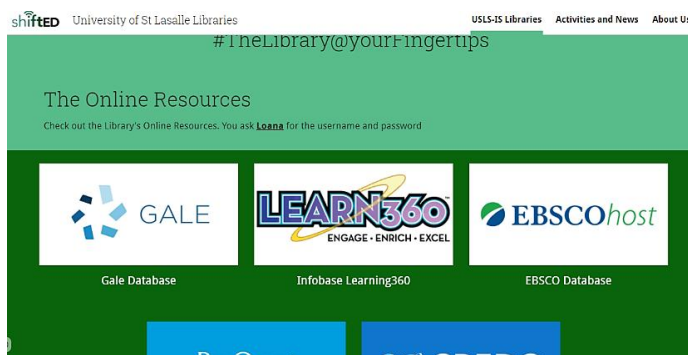 shiftED University of St Lasalle Libraries USLS-IS Libraries Activities and News About Us
#TheLibrary@yourFingertips
The Online Resources
Check out the Library's Online Resources. You ask Loana for the username and password
GALE
LEARN360
ENGAGE • ENRICH • EXCEL
EBSCOhost
Gale Database
Infobase Learning360
EBSCO Database